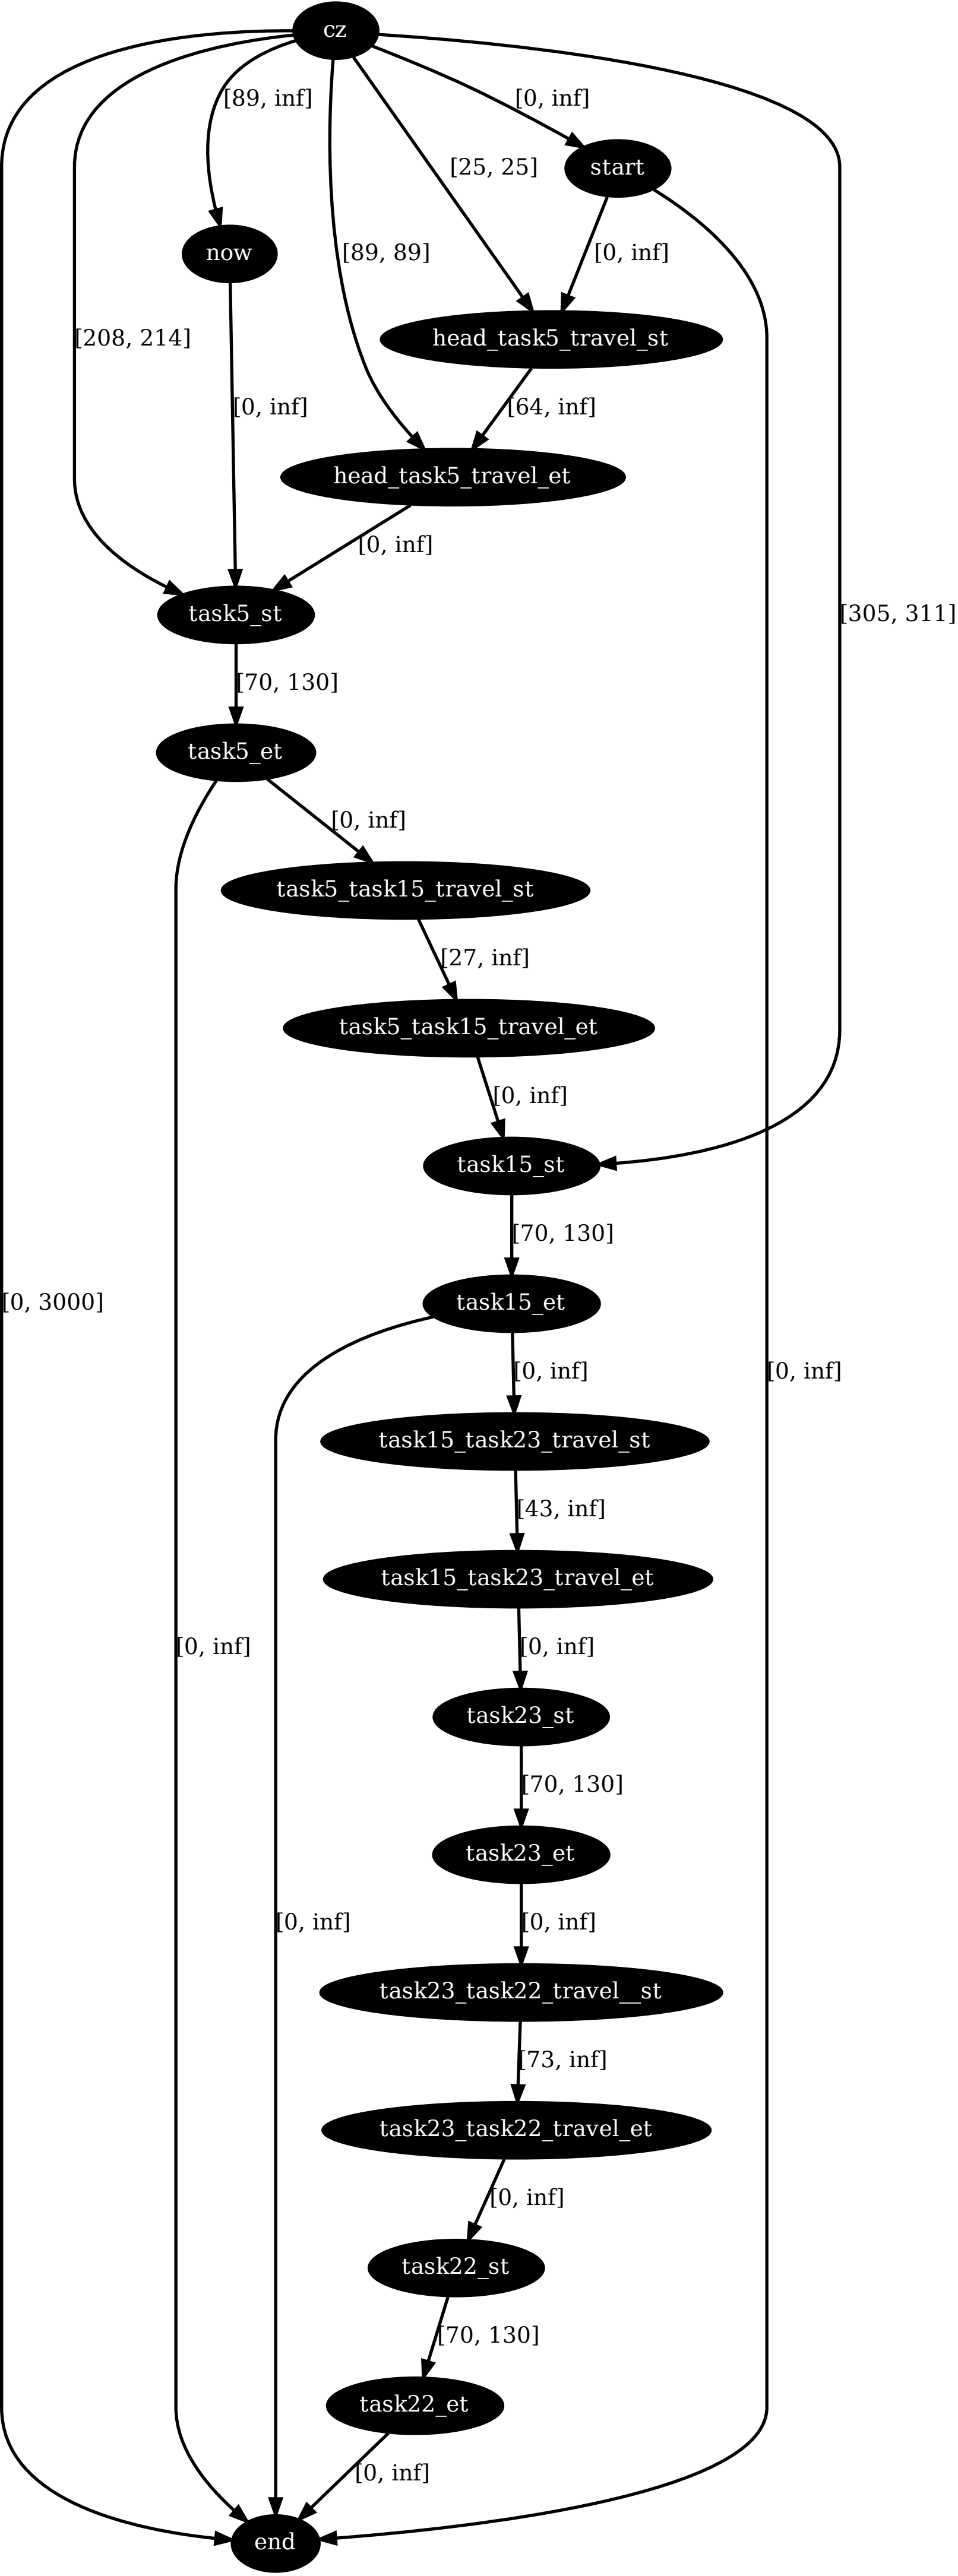 cz
[89, inf]
[0, inf]
[25, 25]
start
now
[89, 89]
[0, inf]
[208, 214]
head_task5_travel_st
[0, inf]
[64, inf]
head_task5_travel_et
[0, inf]
task5_st
[305, 311]
[70, 130]
task5_et
[0, inf]
task5_task15_travel_st
[27, inf]
task5_task15_travel_et
[0, inf]
task15_st
[70, 130]
[0, 3000]
task15_et
[0, inf]
[0, inf]
task15_task23_travel_st
[43, inf]
task15_task23_travel_et
[0, inf]
[0, inf]
task23_st
[70, 130]
task23_et
[0, inf]
[0, inf]
task23_task22_travel__st
[73, inf]
task23_task22_travel_et
[0, inf]
task22_st
[70, 130]
task22_et
[0, inf]
end